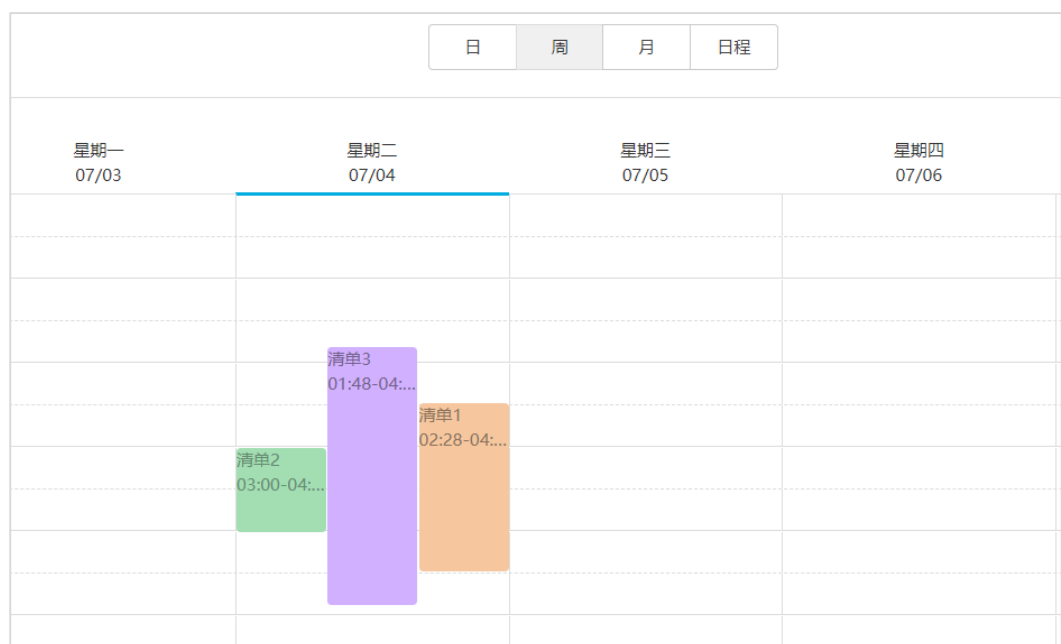 日 周 月 日程
星期一 星期二 星期三 星期四
07/03 07/04 07/05 07/06
清单3
01:48-04:...
清单1
02:28-04:...
清单2
03:00-04:...